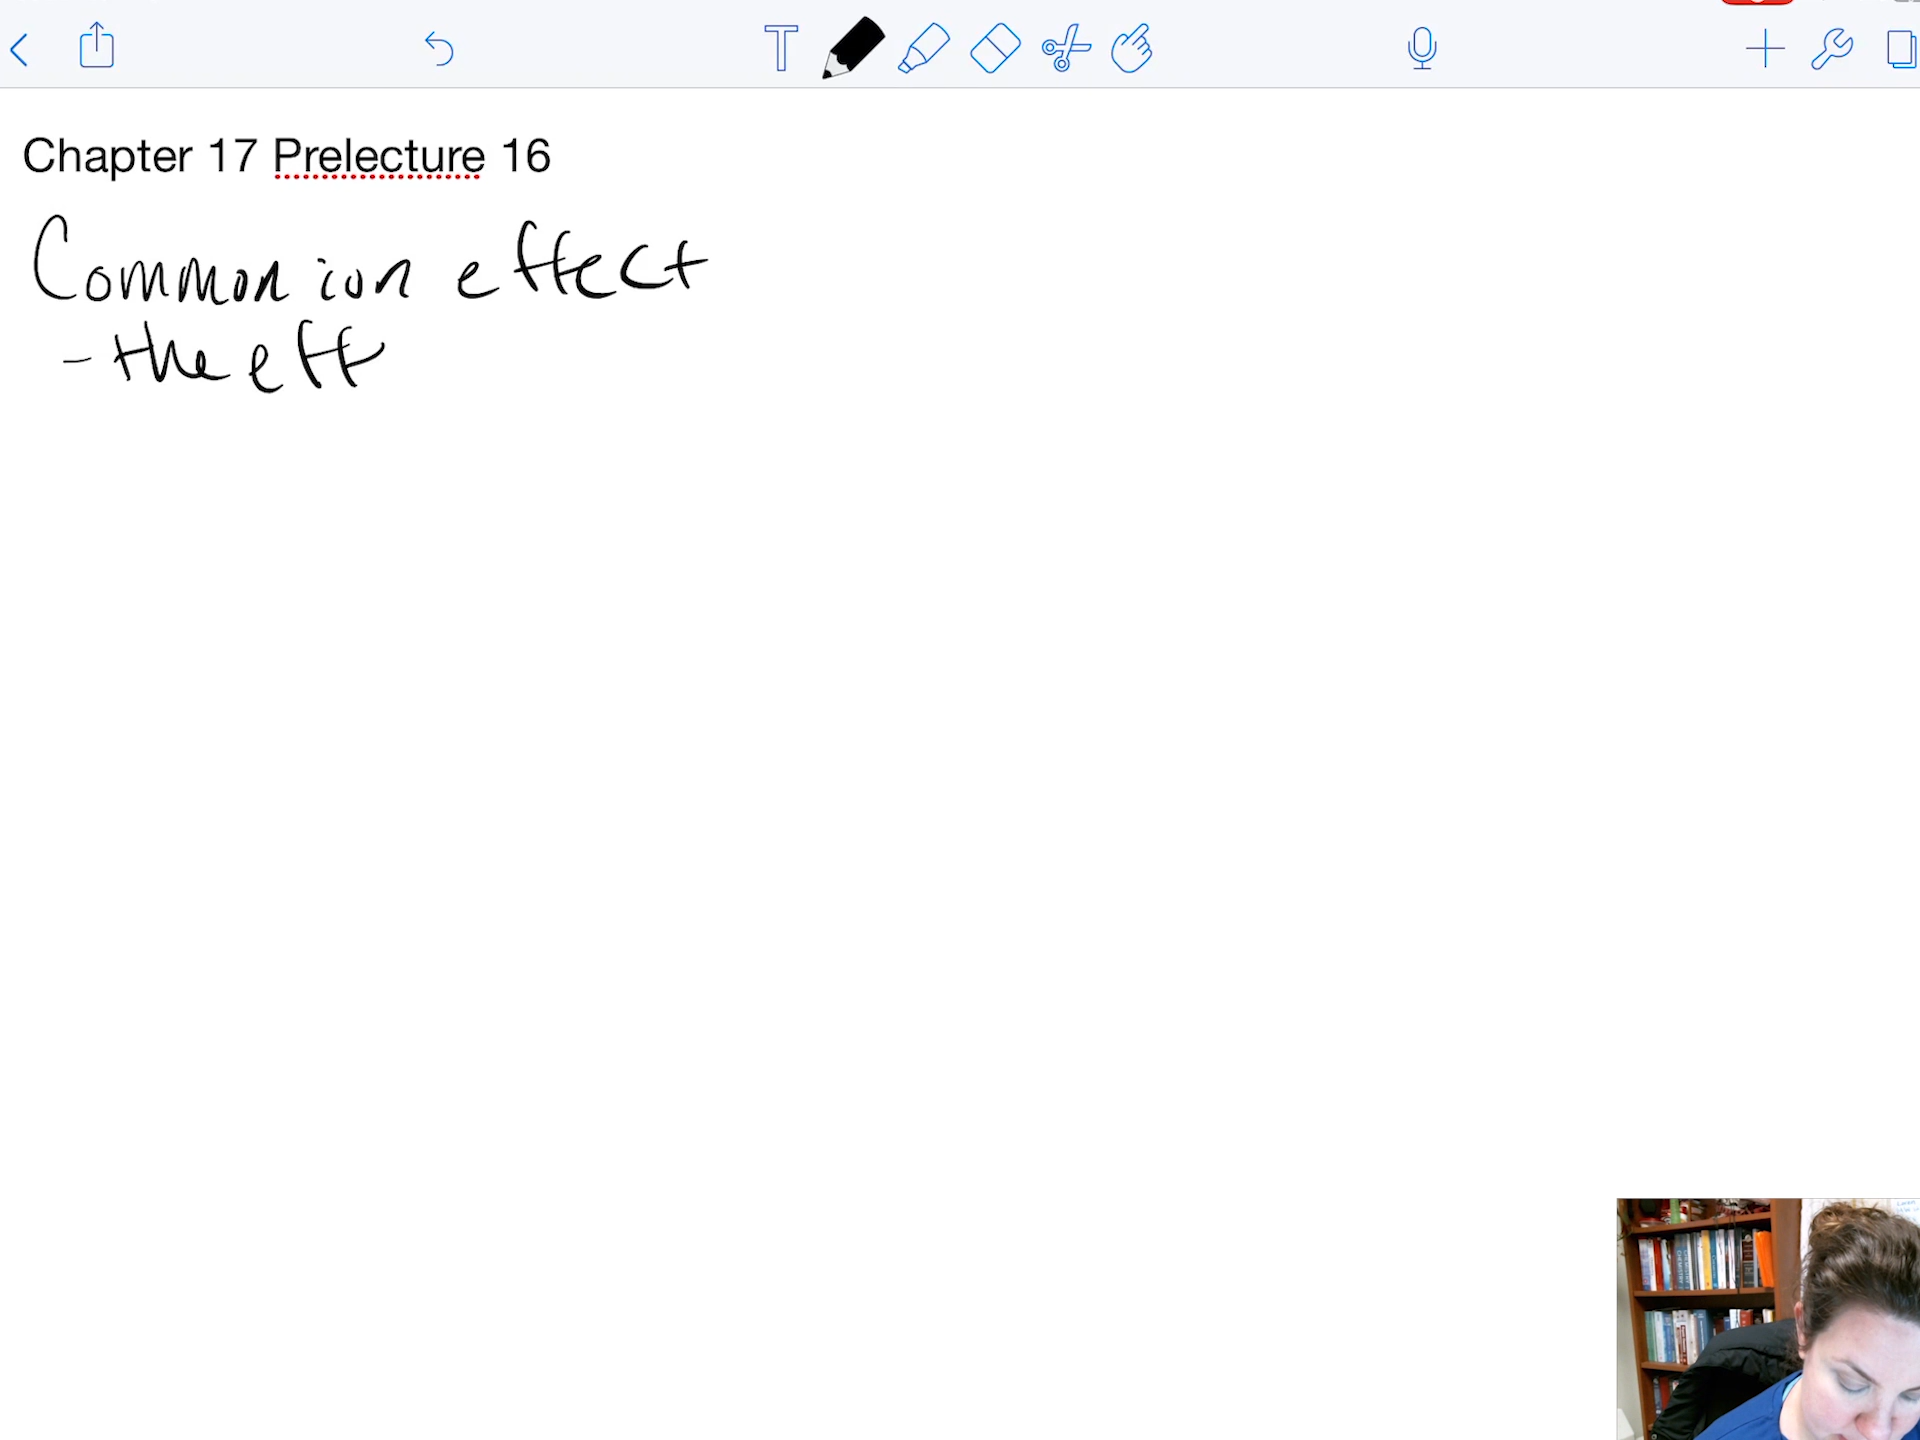 Chapter 17 Prelecture 16
Common ion effect
- the eff